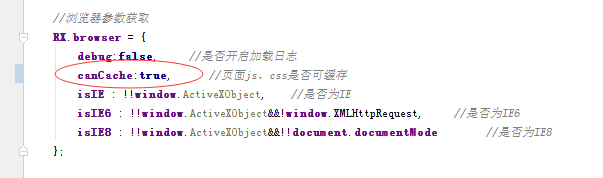 //浏览器参数获取
RX.browser = {
debug:false, //是否开启加载日志
canCache:true, //页面js、css是否可缓存
isIE : !!window.ActiveXObject, //是否为IE
isIE6 : !!window.ActiveXObject&&!window.XMLHttpRequest, //是否为IE6
isIE8 : !!window.ActiveXObject&&!!document.documentMode //是否为IE8
};